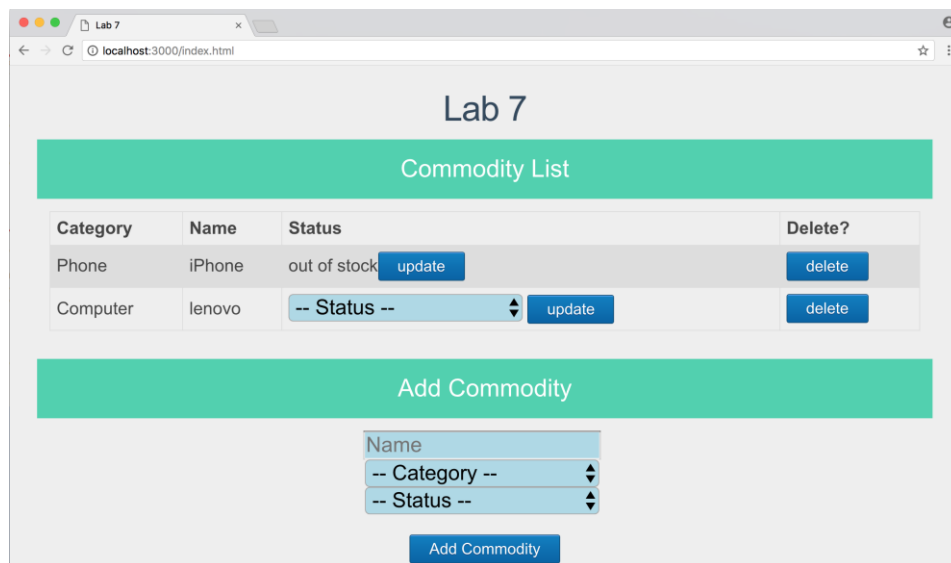 Lab 7
localhost:3000/index.html
Lab 7
Commodity List
Category Name Status Delete?
Phone iPhone out of stock update delete
Computer lenovo -- Status -- update delete
Add Commodity
Name
-- Category --
-- Status --
Add Commodity